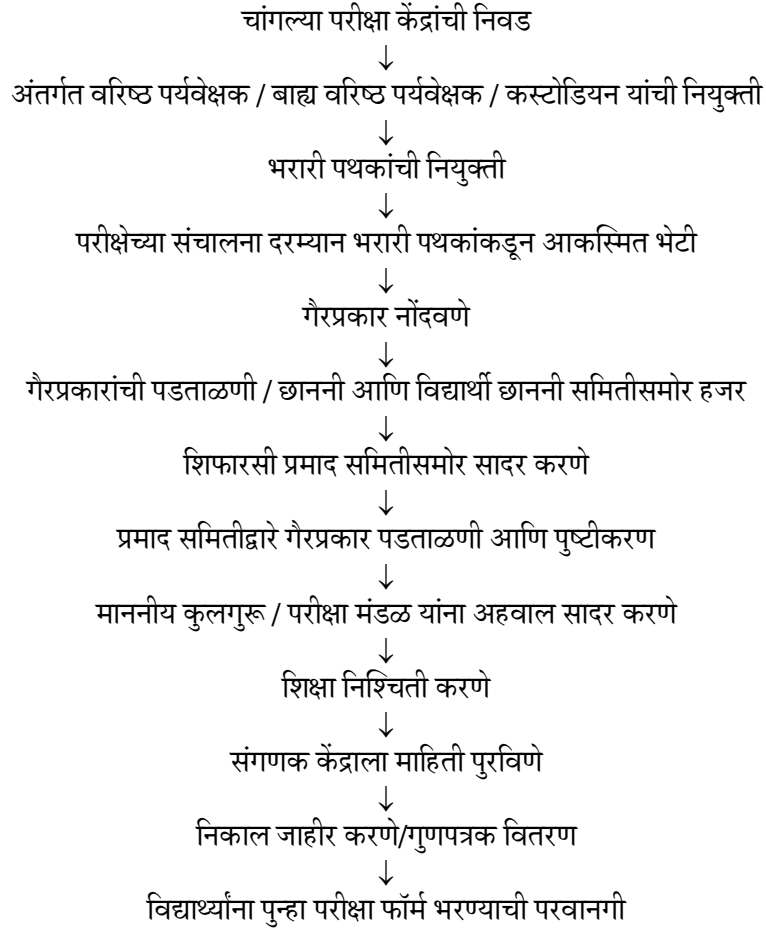 चांगल्या परीक्षा केंद्रांची निवड
↓
अंतर्गत वरिष्ठ पर्यवेक्षक / बाह्य वरिष्ठ पर्यवेक्षक / कस्टोडियन यांची नियुक्ती
↓
भरारी पथकांची नियुक्ती
↓
परीक्षेच्या संचालना दरम्यान भरारी पथकांकडून आकस्मित भेटी
↓
गैरप्रकार नोंदवणे
↓
गैरप्रकारांची पडताळणी / छाननी आणि विद्यार्थी छाननी समितीसमोर हजर
↓
शिफारसी प्रमाद समितीसमोर सादर करणे
↓
प्रमाद समितीद्वारे गैरप्रकार पडताळणी आणि पुष्टीकरण
↓
माननीय कुलगुरू / परीक्षा मंडळ यांना अहवाल सादर करणे
↓
शिक्षा निश्चिती करणे
↓
संगणक केंद्राला माहिती पुरविणे
↓
निकाल जाहीर करणे/गुणपत्रक वितरण
↓
विद्यार्थ्यांना पुन्हा परीक्षा फॉर्म भरण्याची परवानगी